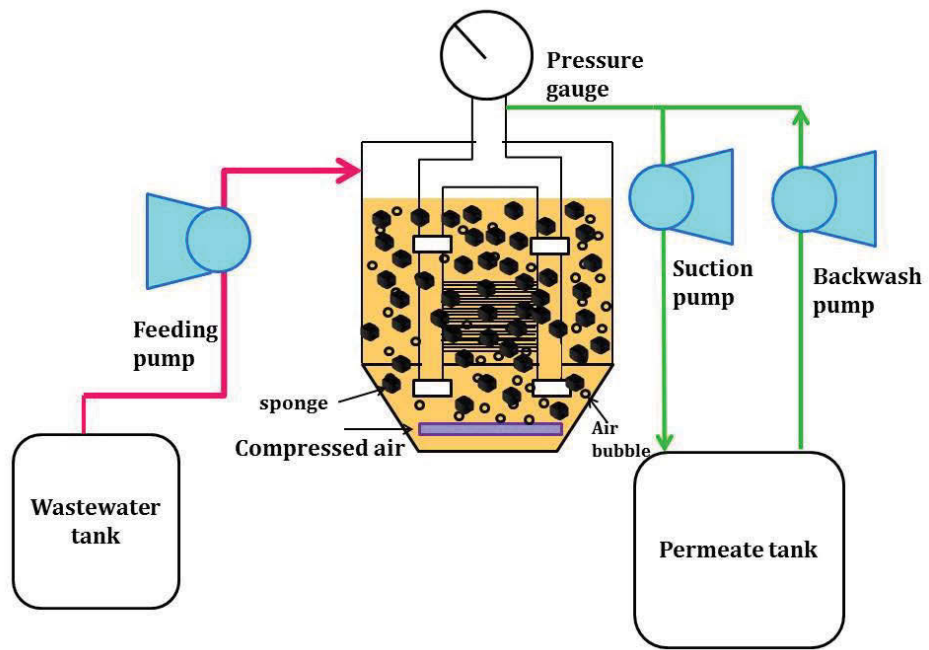 Pressure
gauge
Feeding
pump
Suction
pump
Backwash
pump
sponge
Compressed air
Air
bubble
Wastewater
tank
Permeate tank